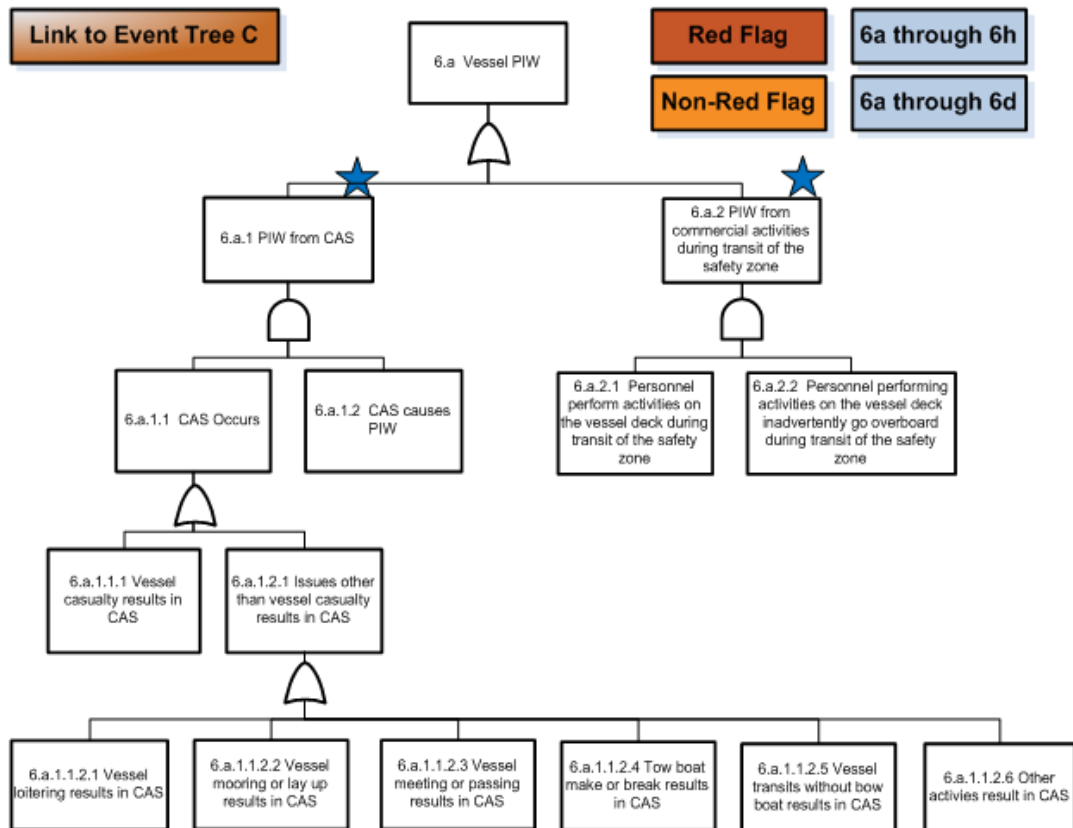 Link to Event Tree C
6.a Vessel PIW
Red Flag
6a through 6h
Non-Red Flag
6a through 6d
6.a.1 PIW from CAS
6.a.2 PIW from
commercial activities
during transit of the
safety zone
6.a.1.1 CAS Occurs
6.a.1.2 CAS causes
PIW
6.a.2.1 Personnel
perform activities on
the vessel deck during
transit of the safety
zone
6.a.2.2 Personnel performing
activities on the vessel deck
inadvertently go overboard
during transit of the safety
zone
6.a.1.1.1 Vessel
casualty results in
CAS
6.a.1.2.1 Issues other
than vessel casualty
results in CAS
6.a.1.1.2.1 Vessel
loitering results in CAS
6.a.1.1.2.2 Vessel
mooring or lay up
results in CAS
6.a.1.1.2.3 Vessel
meeting or passing
results in CAS
6.a.1.1.2.4 Tow boat
make or break results
in CAS
6.a.1.1.2.5 Vessel
transits without bow
boat results in CAS
6.a.1.1.2.6 Other
activies result in CAS